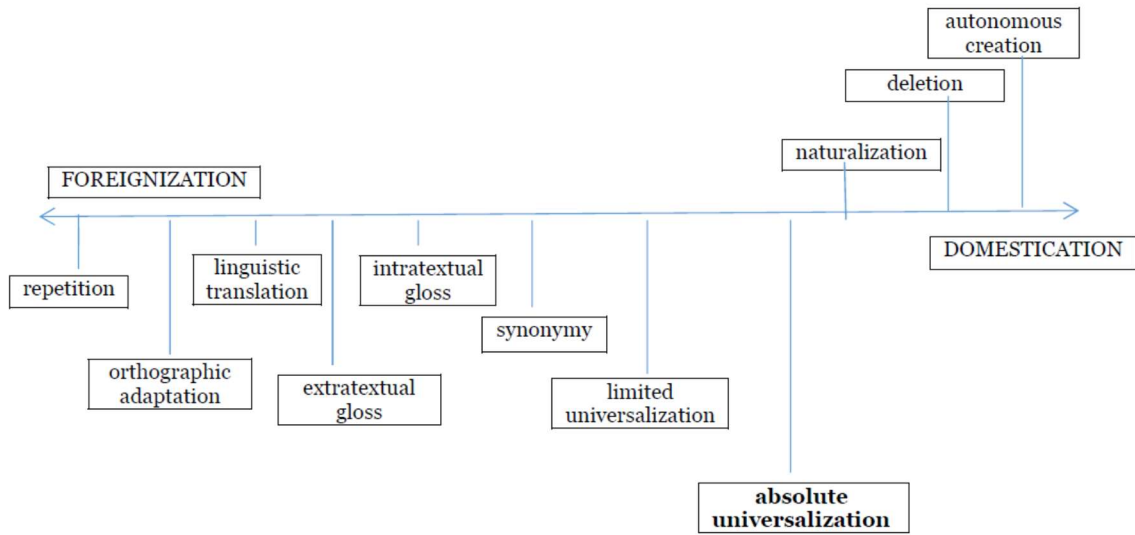 autonomous
creation
deletion
naturalization
FOREIGNIZATION
DOMESTICATION
repetition
linguistic
translation
intratextual
gloss
synonymy
orthographic
adaptation
extratextual
gloss
limited
universalization
absolute
universalization